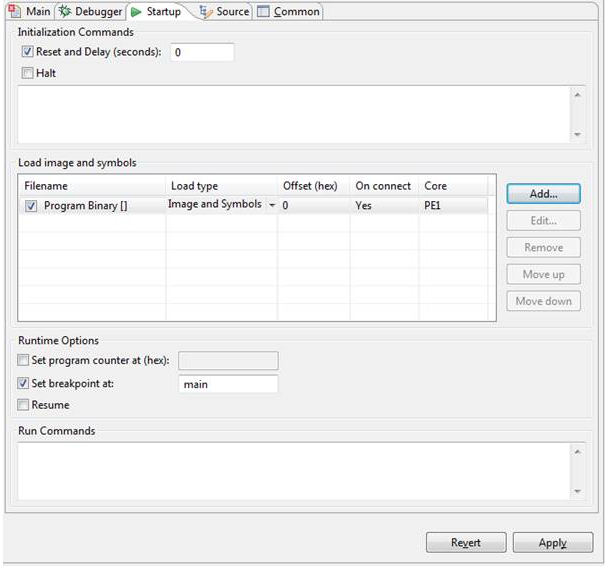 Main Debugger Startup Source Common
Initialization Commands
Reset and Delay (seconds): 0
Halt
Load image and symbols
Filename Load type Offset (hex) On connect Core
Program Binary [] Image and Symbols 0 Yes PE1
Add...
Edit...
Remove
Move up
Move down
Runtime Options
Set program counter at (hex):
Set breakpoint at: main
Resume
Run Commands
Revert Apply